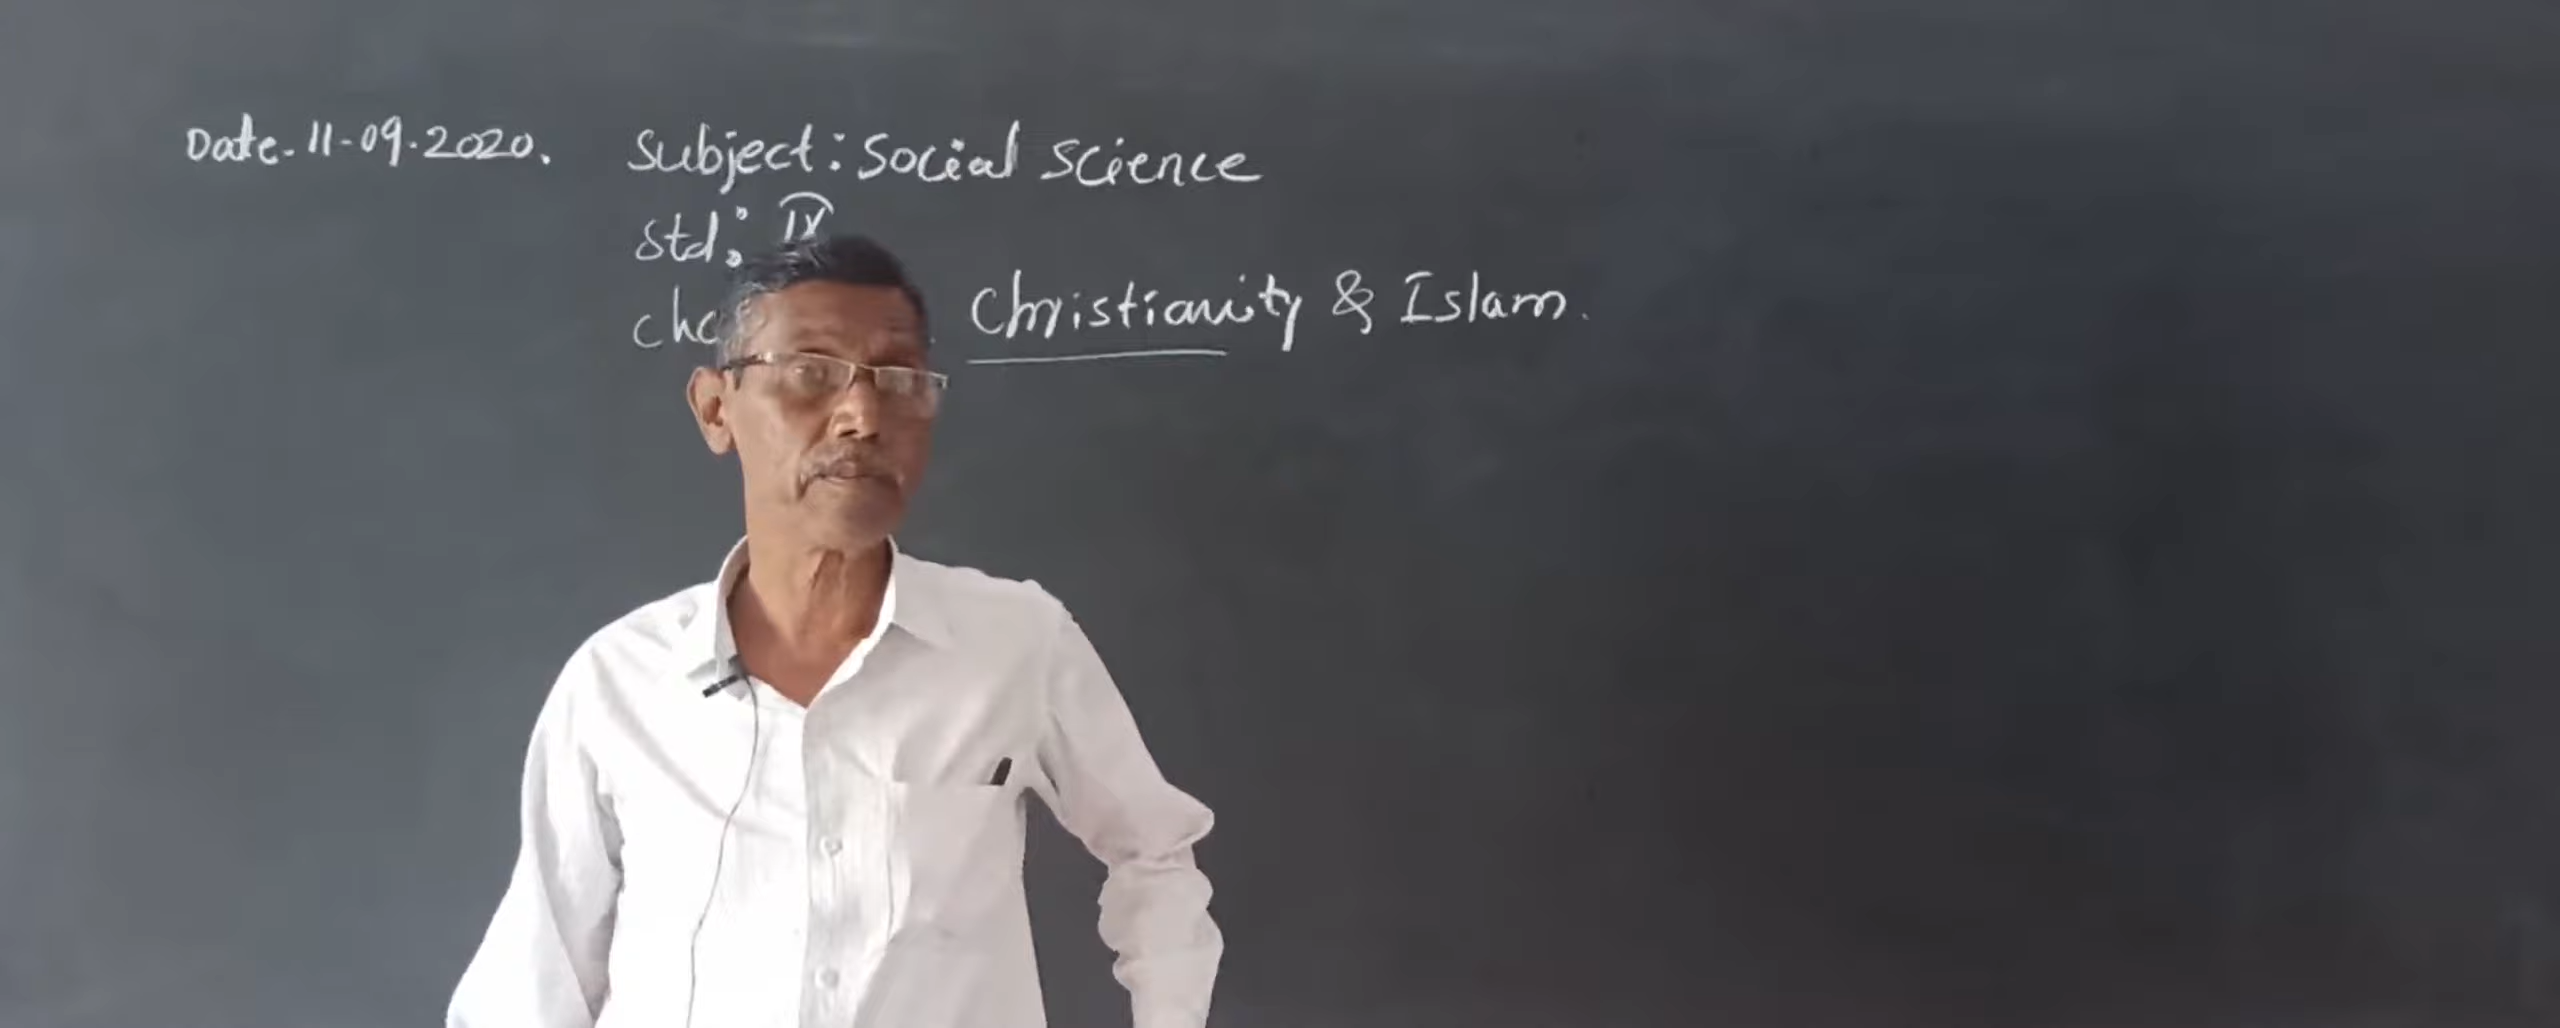 Date. 11-09.2020. Subject: Social Science
Std: IX
Christianity & Islam.